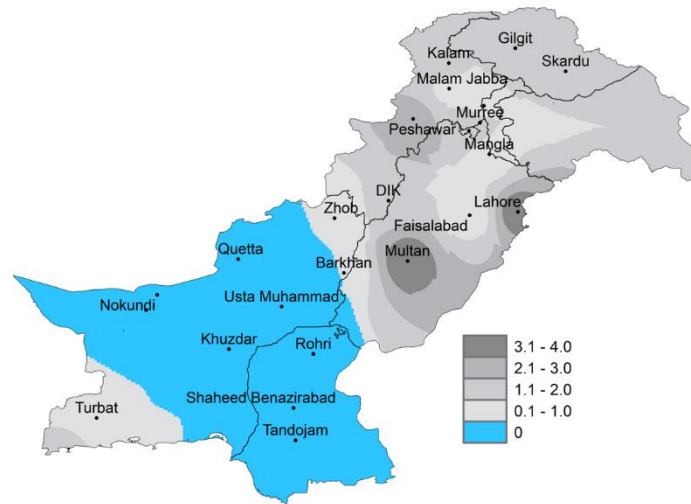 Gilgit
Kalam
Skardu
Malam Jabba
Murree
Peshawar
Mangla
DIK
Lahore
Zhob
Faisalabad
Quetta
Multan
Barkhan
Nokundi
Usta Muhammad
Khuzdar
Rohri
3.1 - 4.0
2.1 - 3.0
1.1 - 2.0
0.1 - 1.0
0
Shaheed Benazirabad
Turbat
Tandojam